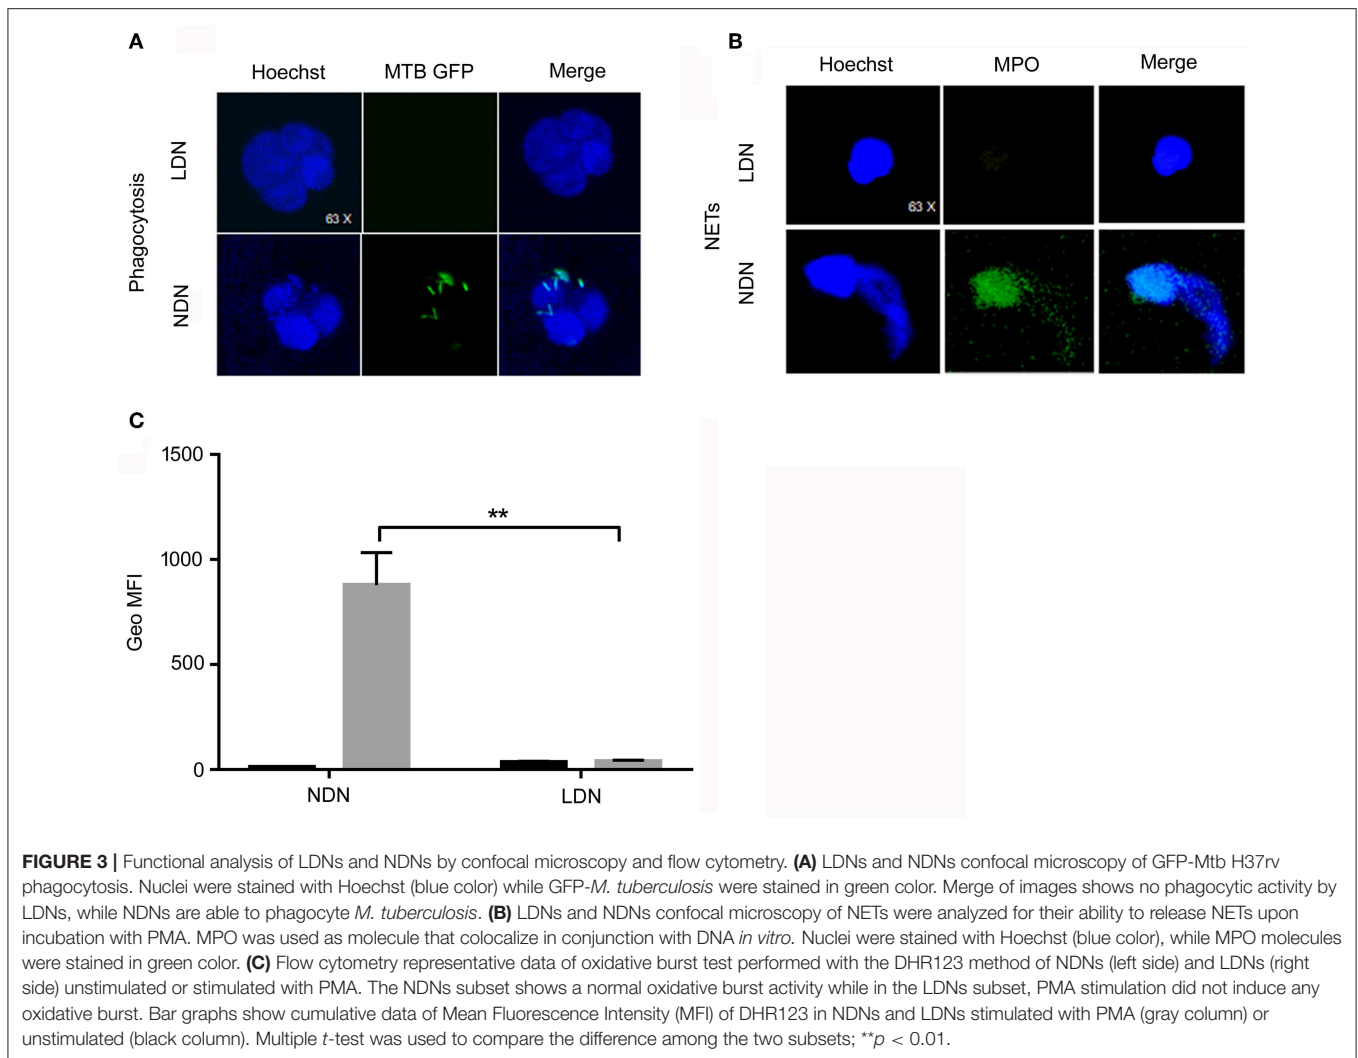 A
Hoechst MTB GFP Merge
Phagocytosis
LDN
63 X
NDN
B
Hoechst MPO Merge
NETs
LDN
63 X
NDN
C
Geo MFI
1500
1000
500
0
**
NDN LDN
FIGURE 3 | Functional analysis of LDNs and NDNs by confocal microscopy and flow cytometry. (A) LDNs and NDNs confocal microscopy of GFP-Mtb H37rv
phagocytosis. Nuclei were stained with Hoechst (blue color) while GFP-M. tuberculosis were stained in green color. Merge of images shows no phagocytic activity by
LDNs, while NDNs are able to phagocyte M. tuberculosis. (B) LDNs and NDNs confocal microscopy of NETs were analyzed for their ability to release NETs upon
incubation with PMA. MPO was used as molecule that colocalize in conjunction with DNA in vitro. Nuclei were stained with Hoechst (blue color), while MPO molecules
were stained in green color. (C) Flow cytometry representative data of oxidative burst test performed with the DHR123 method of NDNs (left side) and LDNs (right
side) unstimulated or stimulated with PMA. The NDNs subset shows a normal oxidative burst activity while in the LDNs subset, PMA stimulation did not induce any
oxidative burst. Bar graphs show cumulative data of Mean Fluorescence Intensity (MFI) of DHR123 in NDNs and LDNs stimulated with PMA (gray column) or
unstimulated (black column). Multiple t-test was used to compare the difference among the two subsets; **p < 0.01.